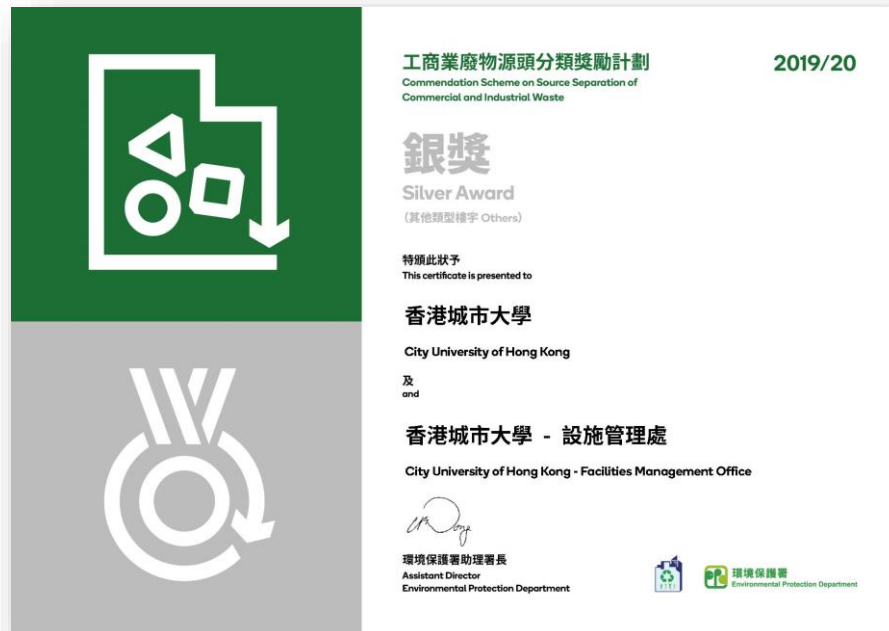 工商業廢物源頭分類獎勵計劃
2019/20
Commendation Scheme on Source Separation of
Commercial and Industrial Waste
銀獎
Silver Award
(其他類型樓宇 Others)
特頒此狀予
This certificate is presented to
香港城市大學
City University of Hong Kong
及
and
香港城市大學 - 設施管理處
City University of Hong Kong - Facilities Management Office
環境保護署助理署長
Assistant Director
Environmental Protection Department
環境保護署
Environmental Protection Department